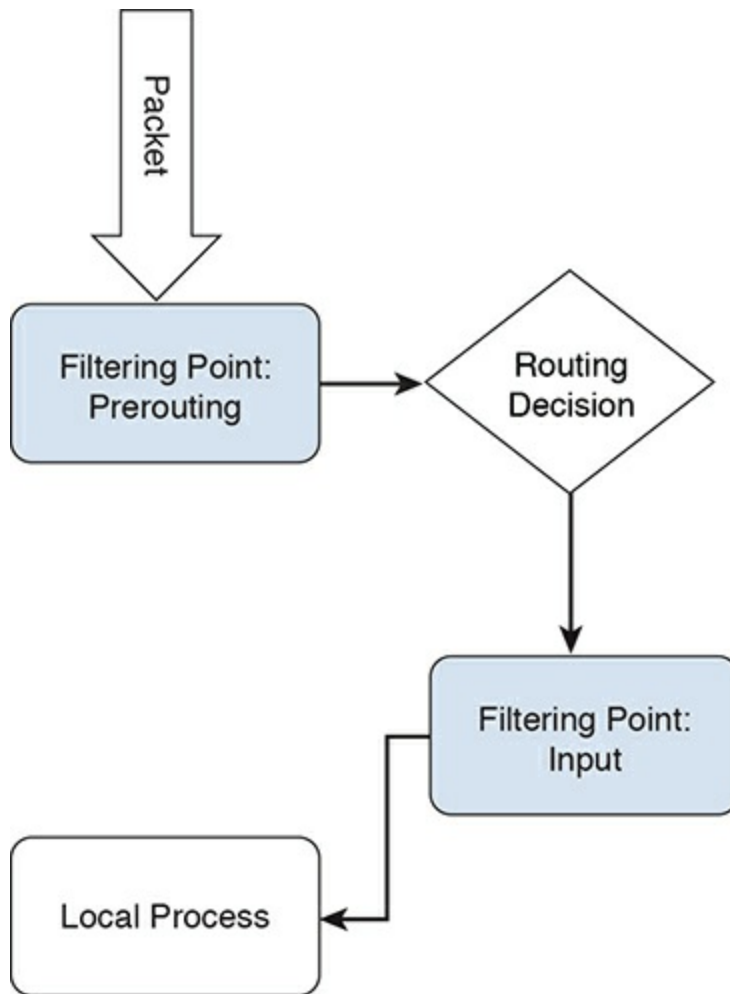 Packet
Filtering Point:
Prerouting
Routing
Decision
Filtering Point:
Input
Local Process